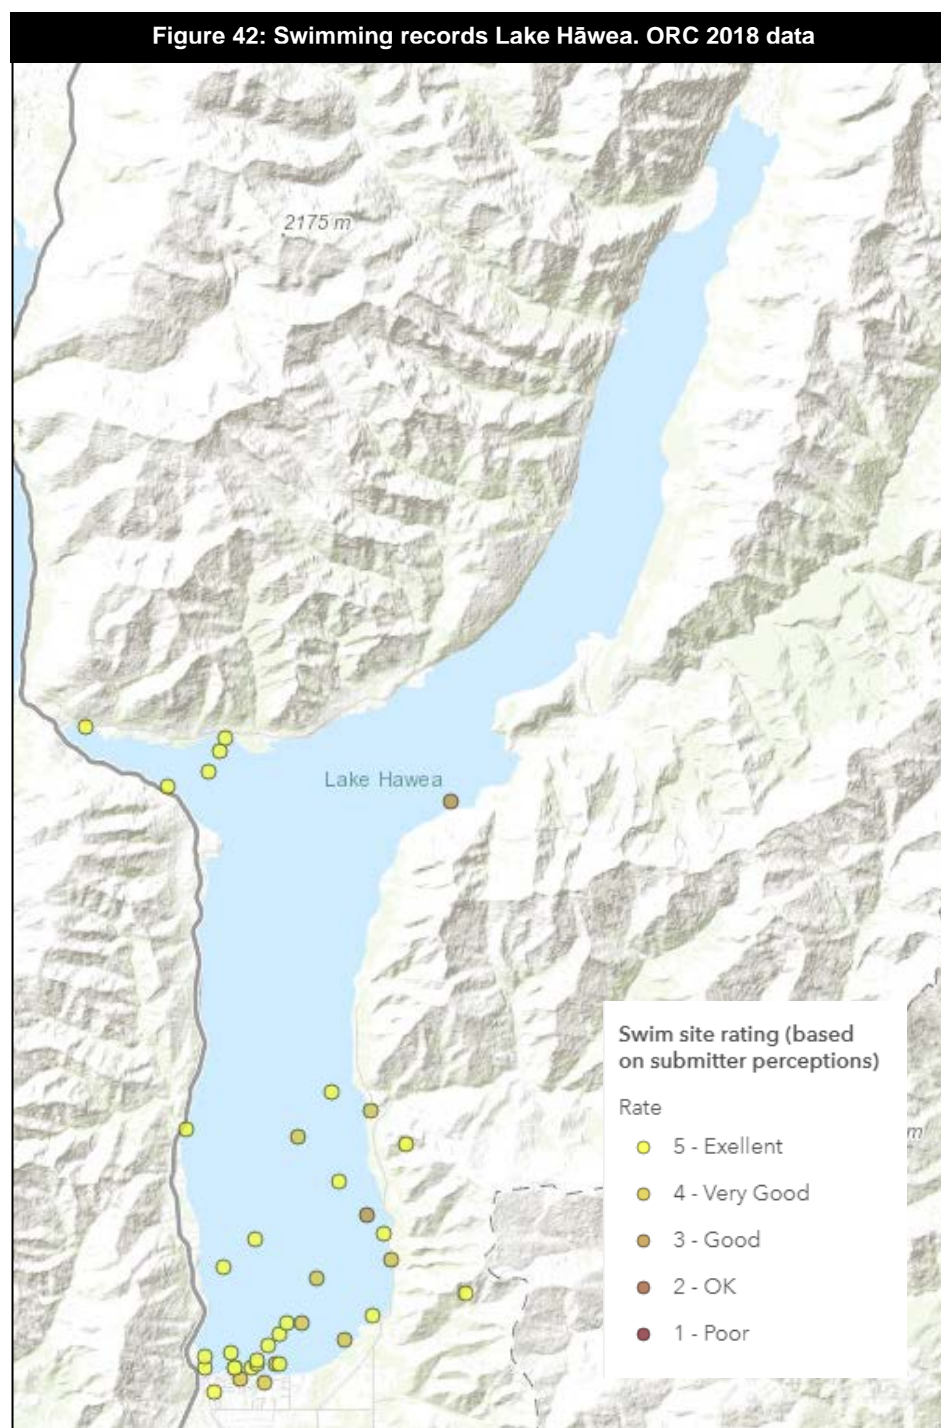 Figure 42: Swimming records Lake Hāwea. ORC 2018 data
2175 m
Lake Hawea
Swim site rating (based
on submitter perceptions)
Rate
5 - Exellent
m
4 - Very Good
3 - Good
2 - OK
1 - Poor